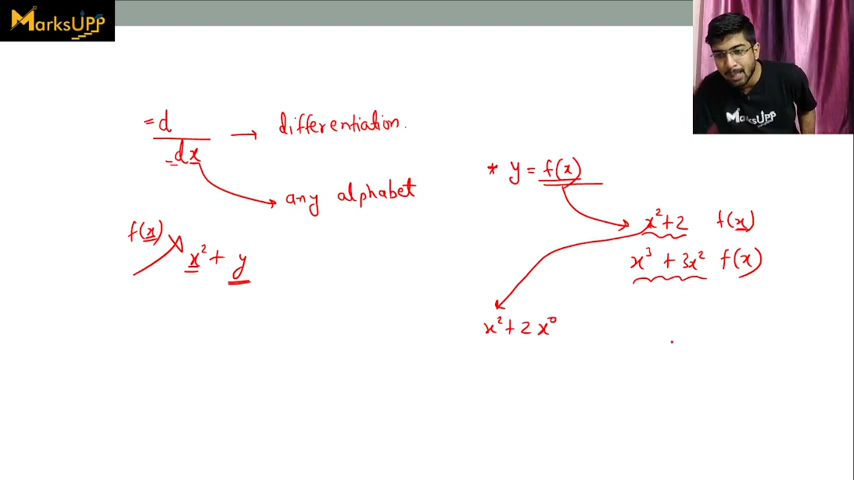 MarksUPP
MarksUPP
= d/dx → differentiation.
any alphabet
f(x)
x² + y
* y = f(x)
x²+2 f(x)
x³ + 3x² f(x)
x² + 2x⁰